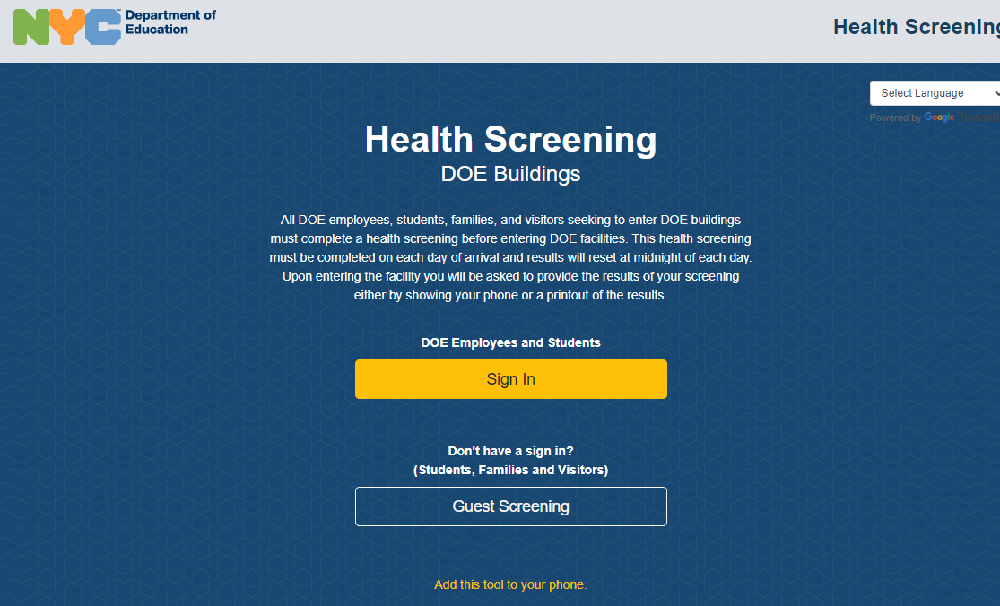 NYC Department of
Education
Health Screening
Select Language
Powered by Google Translate
Health Screening
DOE Buildings
All DOE employees, students, families, and visitors seeking to enter DOE buildings
must complete a health screening before entering DOE facilities. This health screening
must be completed on each day of arrival and results will reset at midnight of each day.
Upon entering the facility you will be asked to provide the results of your screening
either by showing your phone or a printout of the results.
DOE Employees and Students
Sign In
Don't have a sign in?
(Students, Families and Visitors)
Guest Screening
Add this tool to your phone.